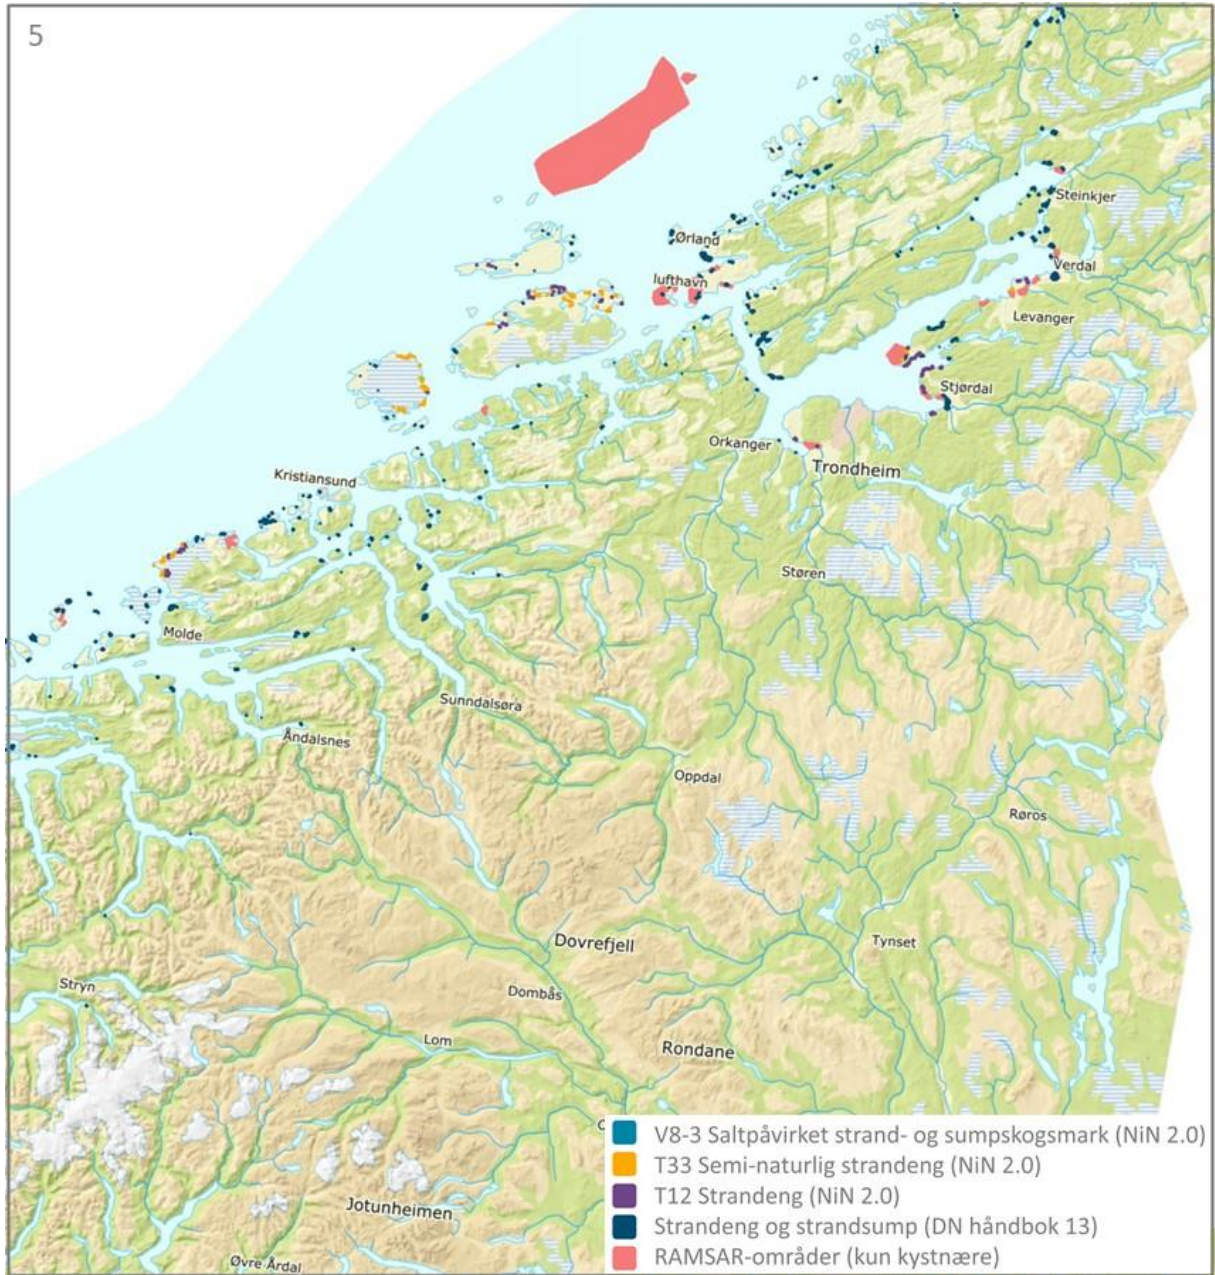 5
Steinkjer
Ørland
lufthavn
Verdal
Levanger
Stjørdal
Orkanger
Trondheim
Kristiansund
Støren
Molde
Sunndalsøra
Åndalsnes
Oppdal
Røros
Dovrefjell
Tynset
Stryn
Dombås
Lom
Rondane
Jotunheimen
Øvre Årdal
V8-3 Saltpåvirket strand- og sumpskogsmark (NiN 2.0)
T33 Semi-naturlig strandeng (NiN 2.0)
T12 Strandeng (NiN 2.0)
Strandeng og strandsump (DN håndbok 13)
RAMSAR-områder (kun kystnære)